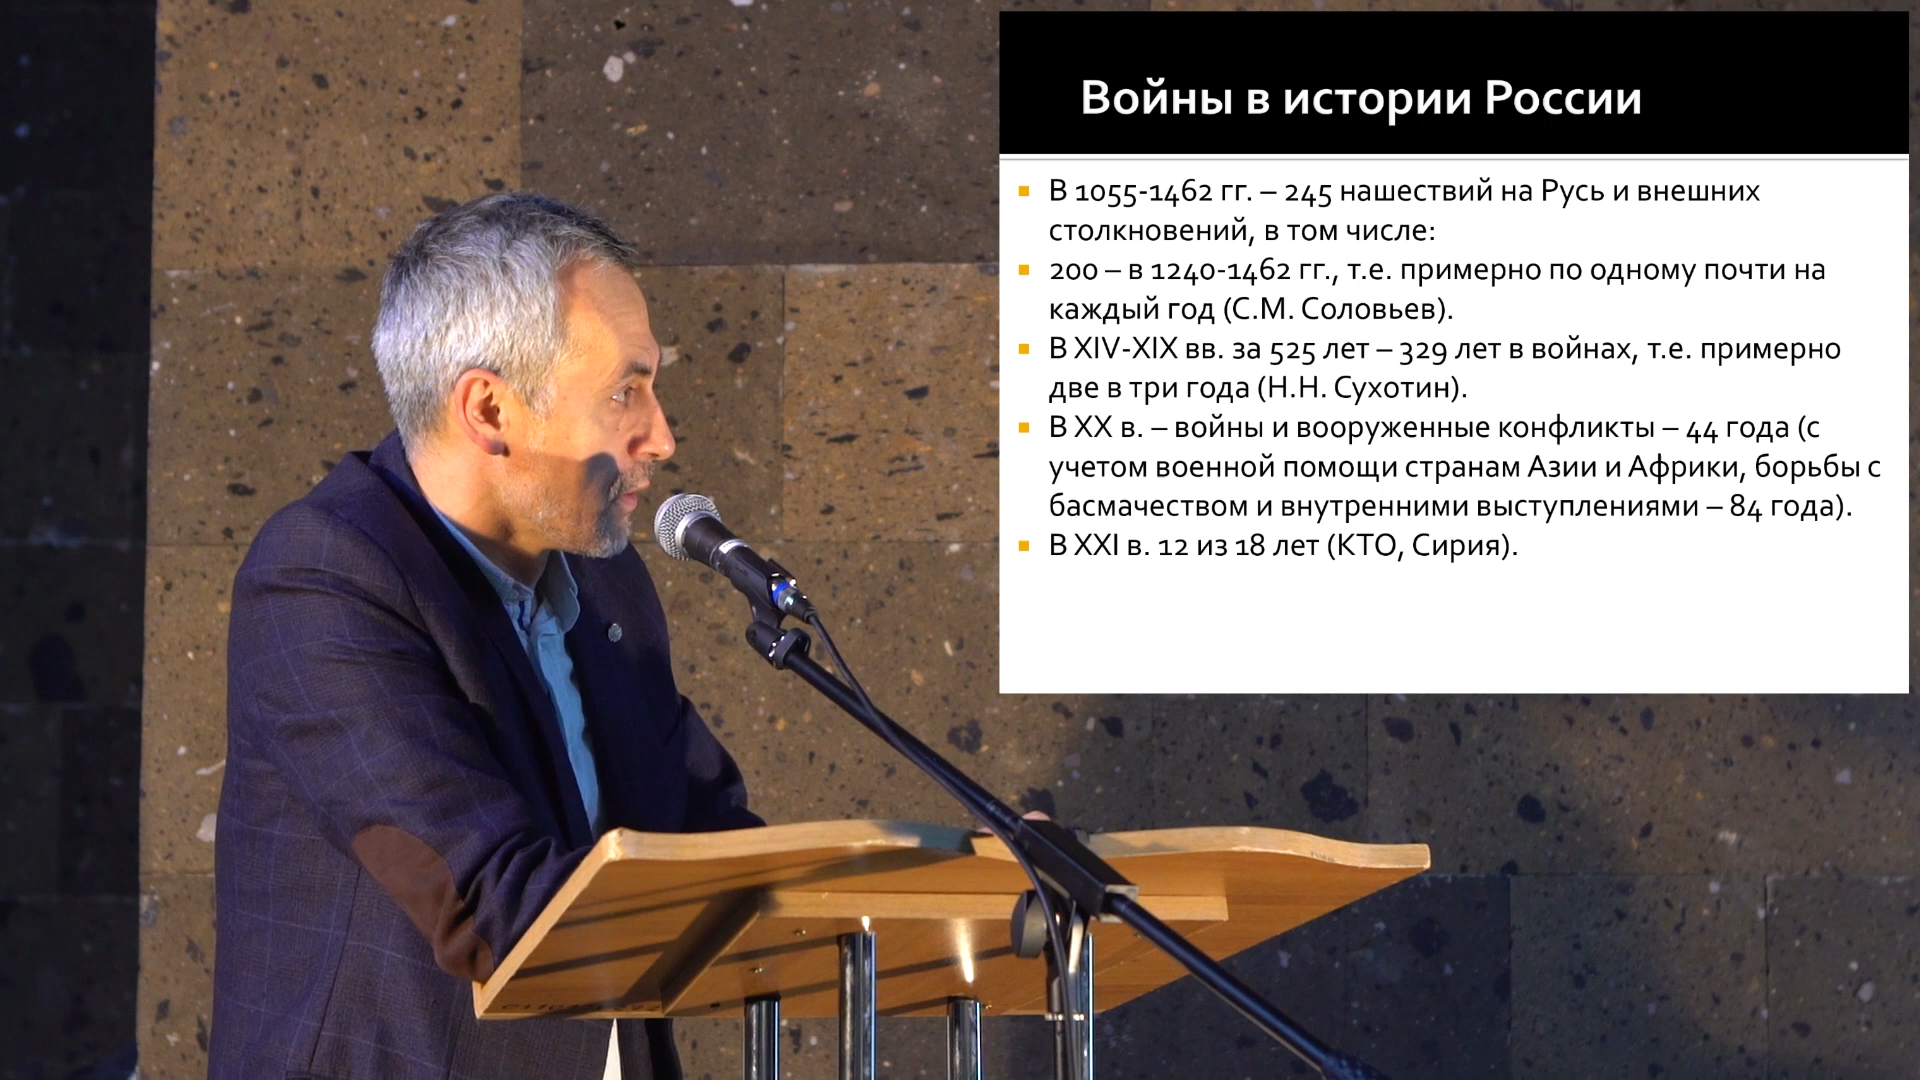 Войны в истории России
В 1055-1462 гг. – 245 нашествий на Русь и внешних
столкновений, в том числе:
200 – в 1240-1462 гг., т.е. примерно по одному почти на
каждый год (С.М. Соловьев).
В XIV-XIX вв. за 525 лет – 329 лет в войнах, т.е. примерно
две в три года (Н.Н. Сухотин).
В XX в. – войны и вооруженные конфликты – 44 года (с
учетом военной помощи странам Азии и Африки, борьбы с
басмачеством и внутренними выступлениями – 84 года).
В XXI в. 12 из 18 лет (КТО, Сирия).